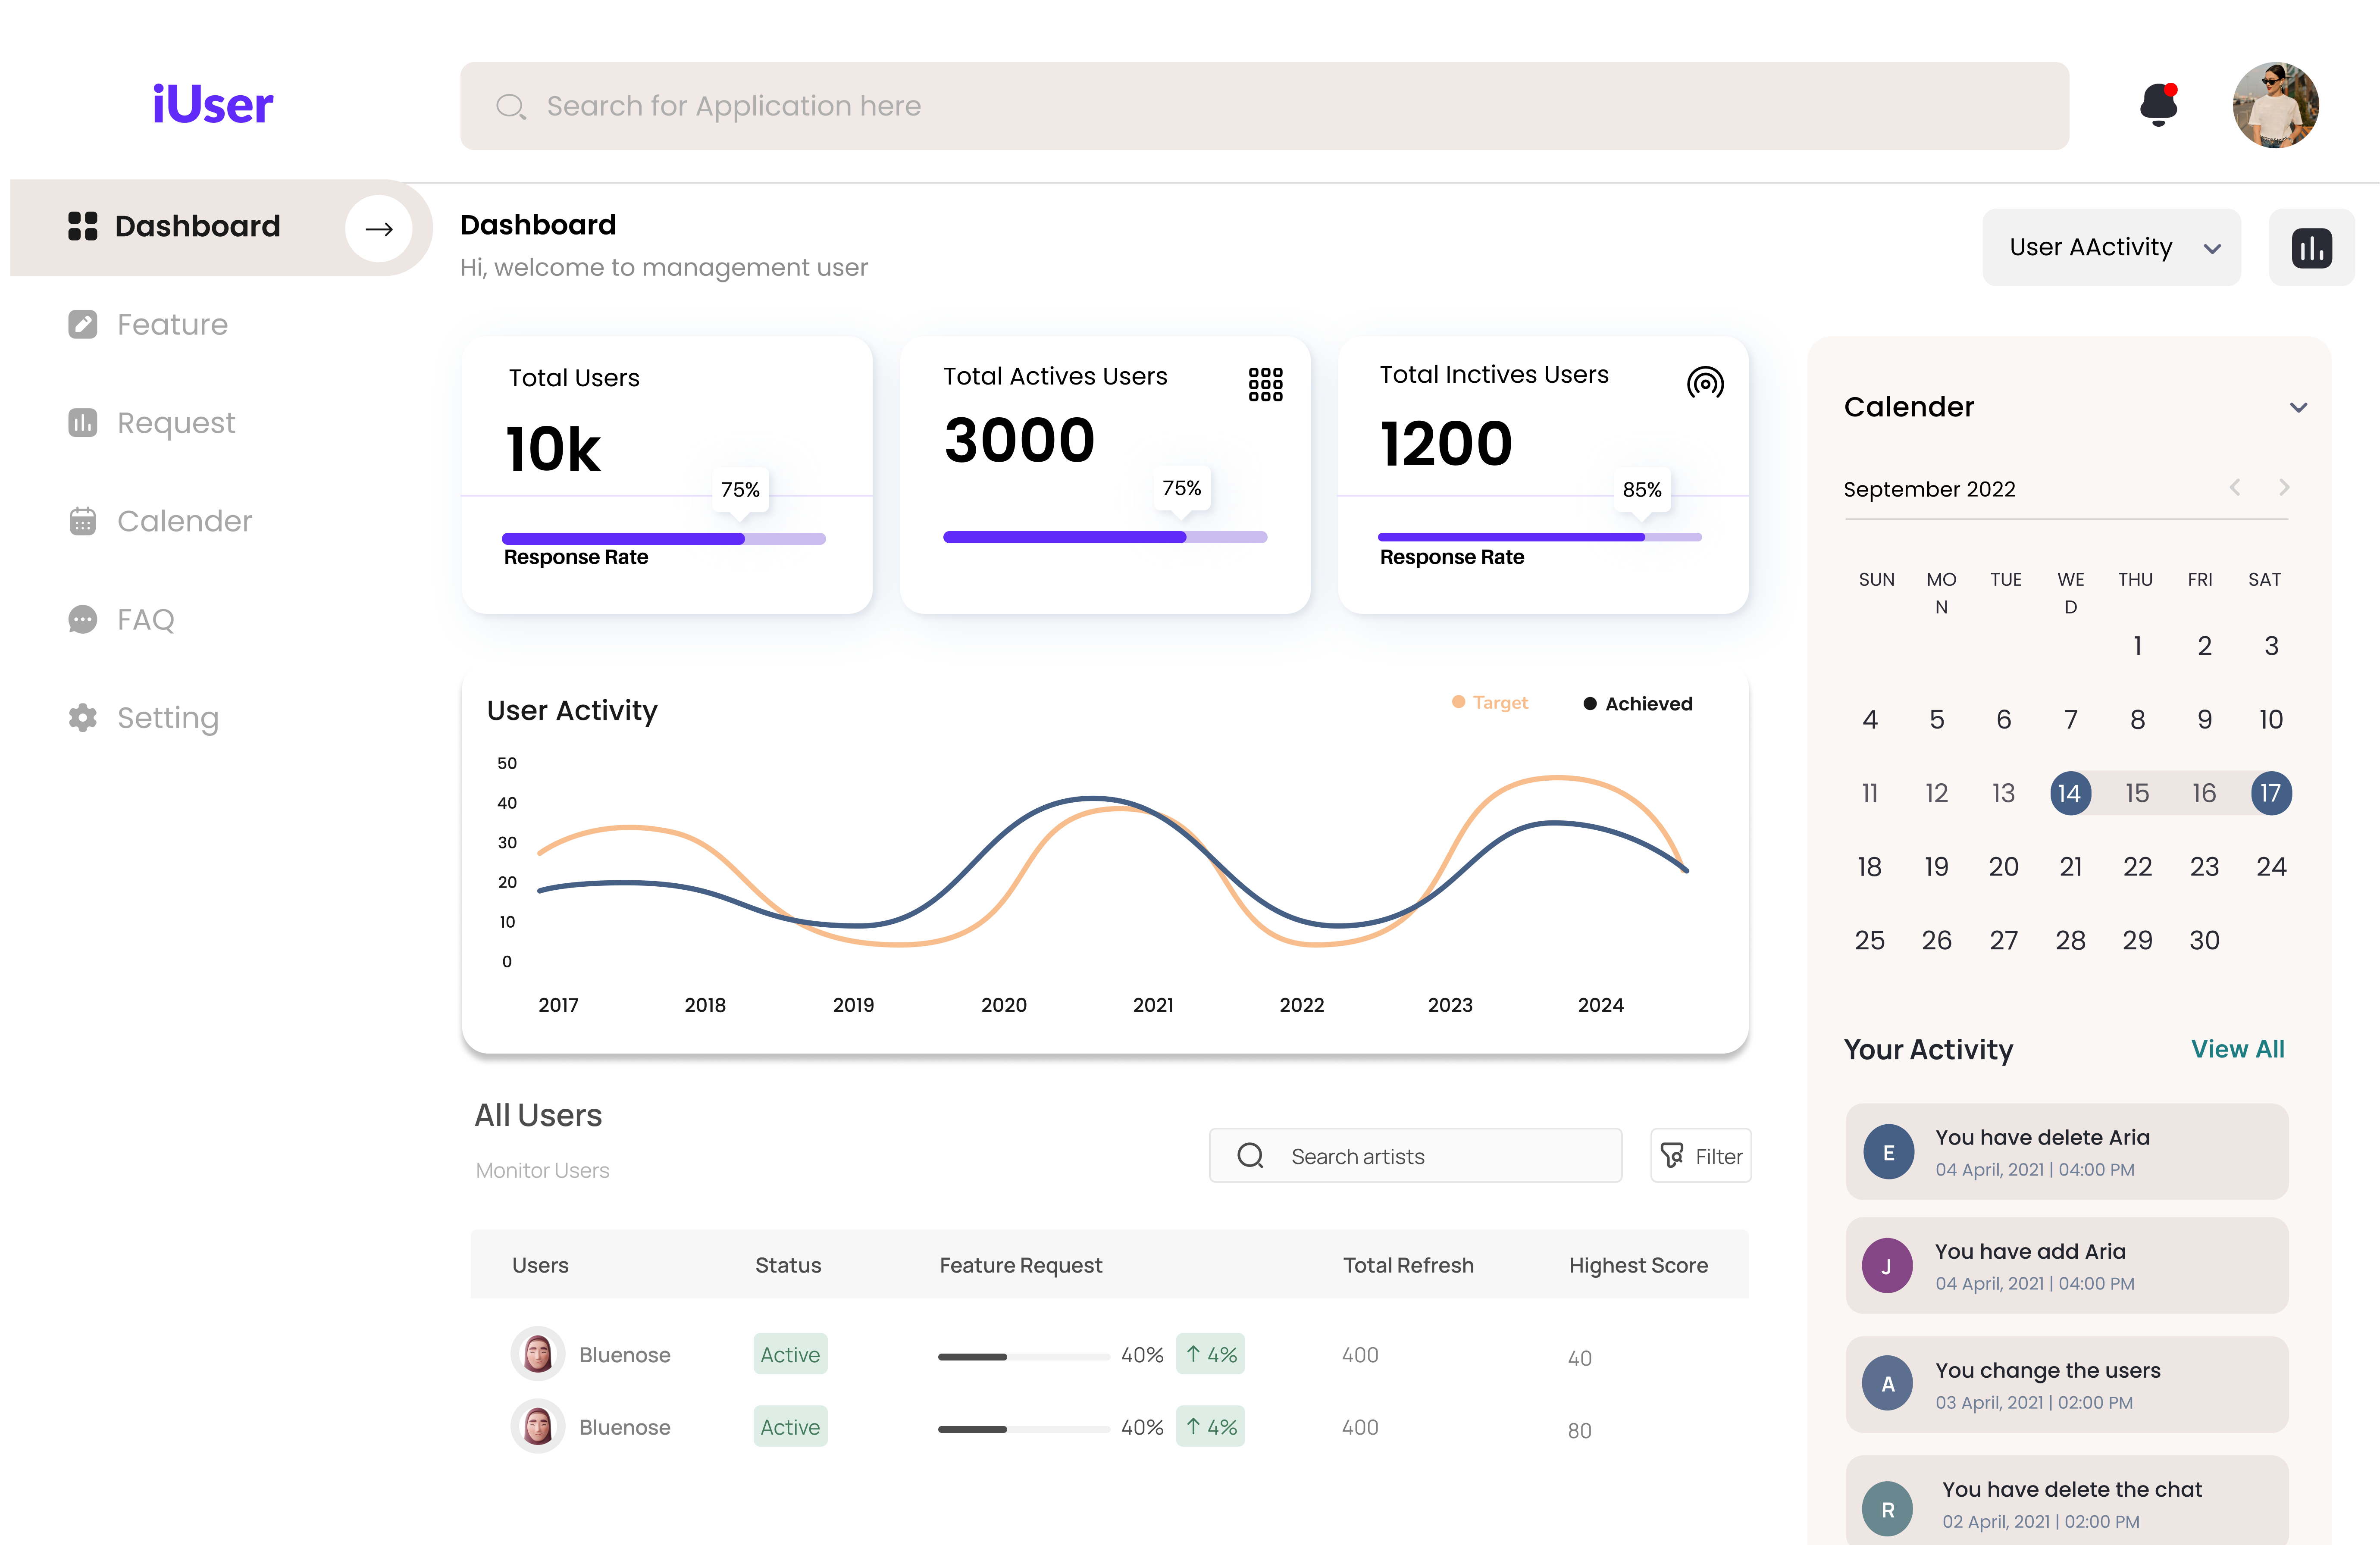 iUser
Search for Application here
Dashboard
Feature
Request
Calender
FAQ
Setting
Dashboard
Hi, welcome to management user
User AActivity
Total Users
10k
75%
Response Rate
Total Actives Users
3000
75%
Total Inctives Users
1200
85%
Response Rate
User Activity
Target
Achieved
50
40
30
20
10
0
2017 2018 2019 2020 2021 2022 2023 2024
All Users
Monitor Users
Search artists
Filter
Users Status Feature Request Total Refresh Highest Score
Bluenose Active 40% ↑ 4% 400 40
Bluenose Active 40% ↑ 4% 400 80
Calender
September 2022
SUN MO TUE WE THU FRI SAT
N D
1 2 3
4 5 6 7 8 9 10
11 12 13 14 15 16 17
18 19 20 21 22 23 24
25 26 27 28 29 30
Your Activity
View All
E
You have delete Aria
04 April, 2021 | 04:00 PM
J
You have add Aria
04 April, 2021 | 04:00 PM
A
You change the users
03 April, 2021 | 02:00 PM
R
You have delete the chat
02 April, 2021 | 02:00 PM